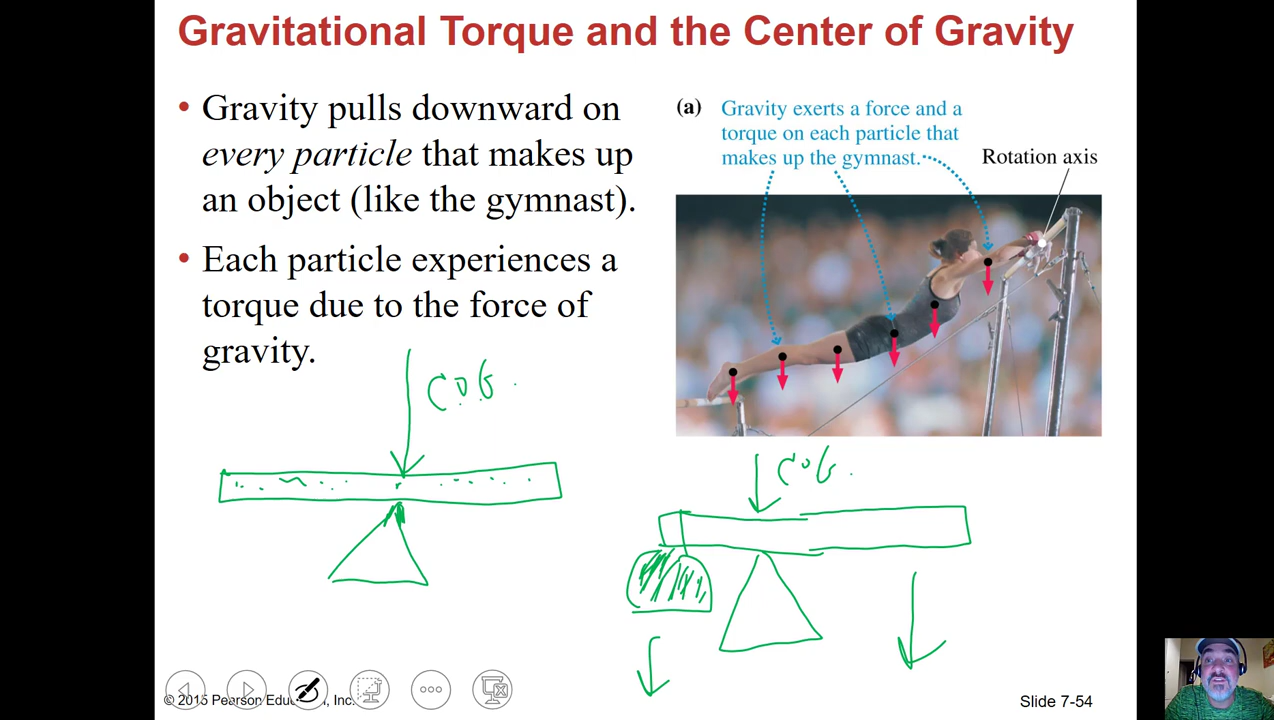 Gravitational Torque and the Center of Gravity
• Gravity pulls downward on
every particle that makes up
an object (like the gymnast).
• Each particle experiences a
torque due to the force of
gravity.
(a) Gravity exerts a force and a
torque on each particle that
makes up the gymnast.
Rotation axis
COG.
COG.
© 2015 Pearson Education, Inc.
Slide 7-54